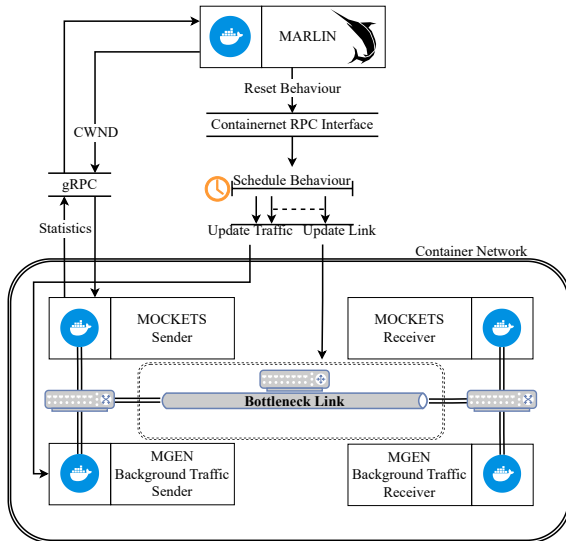 MARLIN
Reset Behaviour
Containernet RPC Interface
CWND
gRPC
Schedule Behaviour
Statistics
Update Traffic
Update Link
Container Network
MOCKETS
Sender
MOCKETS
Receiver
Bottleneck Link
MGEN
Background Traffic
Sender
MGEN
Background Traffic
Receiver